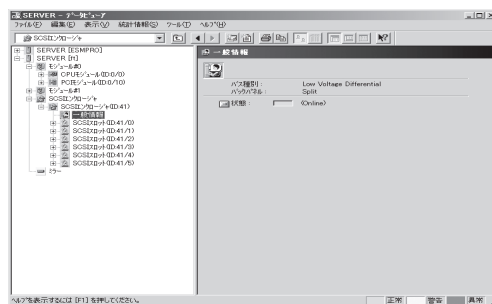 SERVER - ﾃﾞｰﾀﾋﾞｭｰｱ
ファイル(F) 編集(E) 表示(V) 統計情報(S) ツール(T) ヘルプ(H)
SCSIｴﾝｸﾛｰｼﾞｬ
SERVER [ESMPRO]
SERVER [ft]
ﾓｼﾞｭｰﾙ#0
CPUﾓｼﾞｭｰﾙ(ID:0/0)
PCIﾓｼﾞｭｰﾙ(ID:0/10)
ﾓｼﾞｭｰﾙ#1
SCSIｴﾝｸﾛｰｼﾞｬ
SCSIｴﾝｸﾛｰｼﾞｬ(ID:41)
一般情報
SCSIｽﾛｯﾄ(ID:41/0)
SCSIｽﾛｯﾄ(ID:41/1)
SCSIｽﾛｯﾄ(ID:41/2)
SCSIｽﾛｯﾄ(ID:41/3)
SCSIｽﾛｯﾄ(ID:41/4)
SCSIｽﾛｯﾄ(ID:41/5)
ﾐﾗｰ
一般情報
ﾊﾞｽ種別: Low Voltage Differential
ﾊﾞｯｸﾊﾟﾈﾙ: Split
状態: (Online)
ヘルプを表示するには [F1] を押してください。
正常 警告 異常